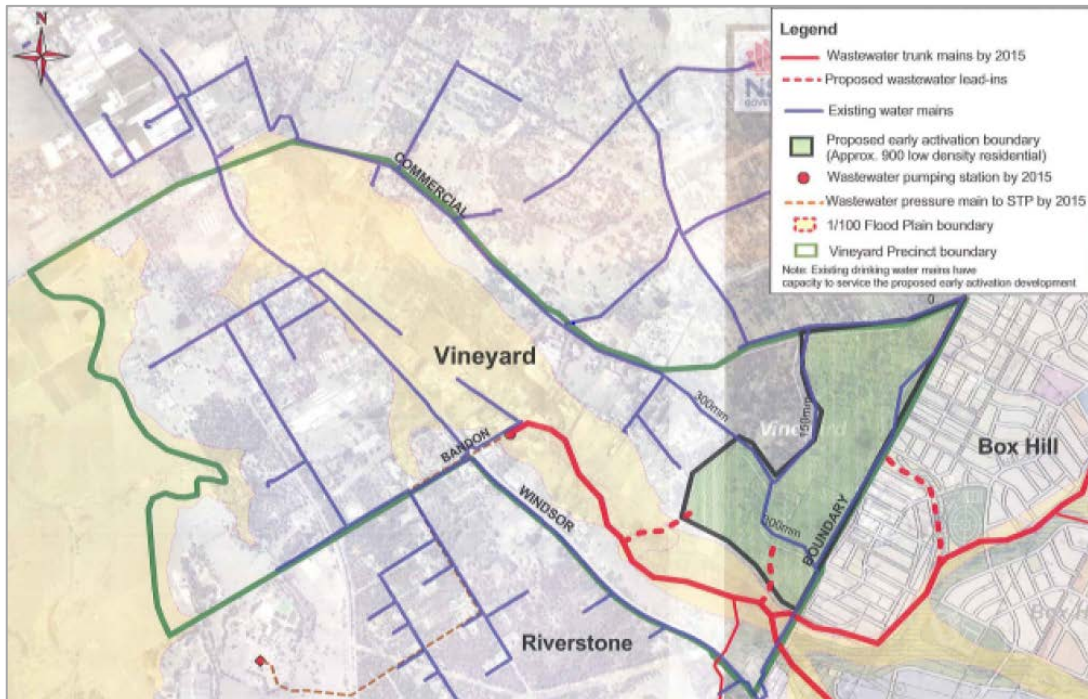 N
Legend
Wastewater trunk mains by 2015
Proposed wastewater lead-ins
Existing water mains
Proposed early activation boundary
(Approx. 900 low density residential)
Wastewater pumping station by 2015
Wastewater pressure main to STP by 2015
1/100 Flood Plain boundary
Vineyard Precinct boundary
Note: Existing drinking water mains have
capacity to service the proposed early activation development
COMMERCIAL
Vineyard
300mm
150mm
Vineyard
Box Hill
BANDON
WINDSOR
BOUNDARY
Riverstone